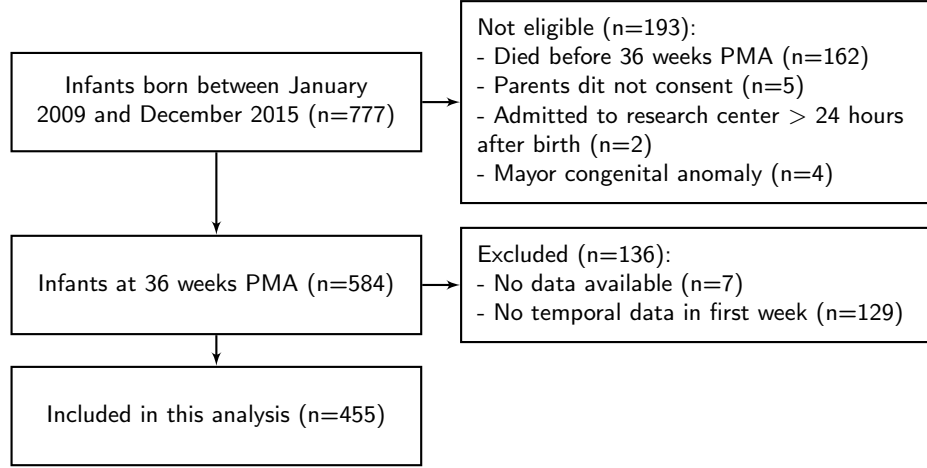 Infants born between January
2009 and December 2015 (n=777)
Not eligible (n=193):
- Died before 36 weeks PMA (n=162)
- Parents dit not consent (n=5)
- Admitted to research center > 24 hours
after birth (n=2)
- Mayor congenital anomaly (n=4)
Infants at 36 weeks PMA (n=584)
Excluded (n=136):
- No data available (n=7)
- No temporal data in first week (n=129)
Included in this analysis (n=455)